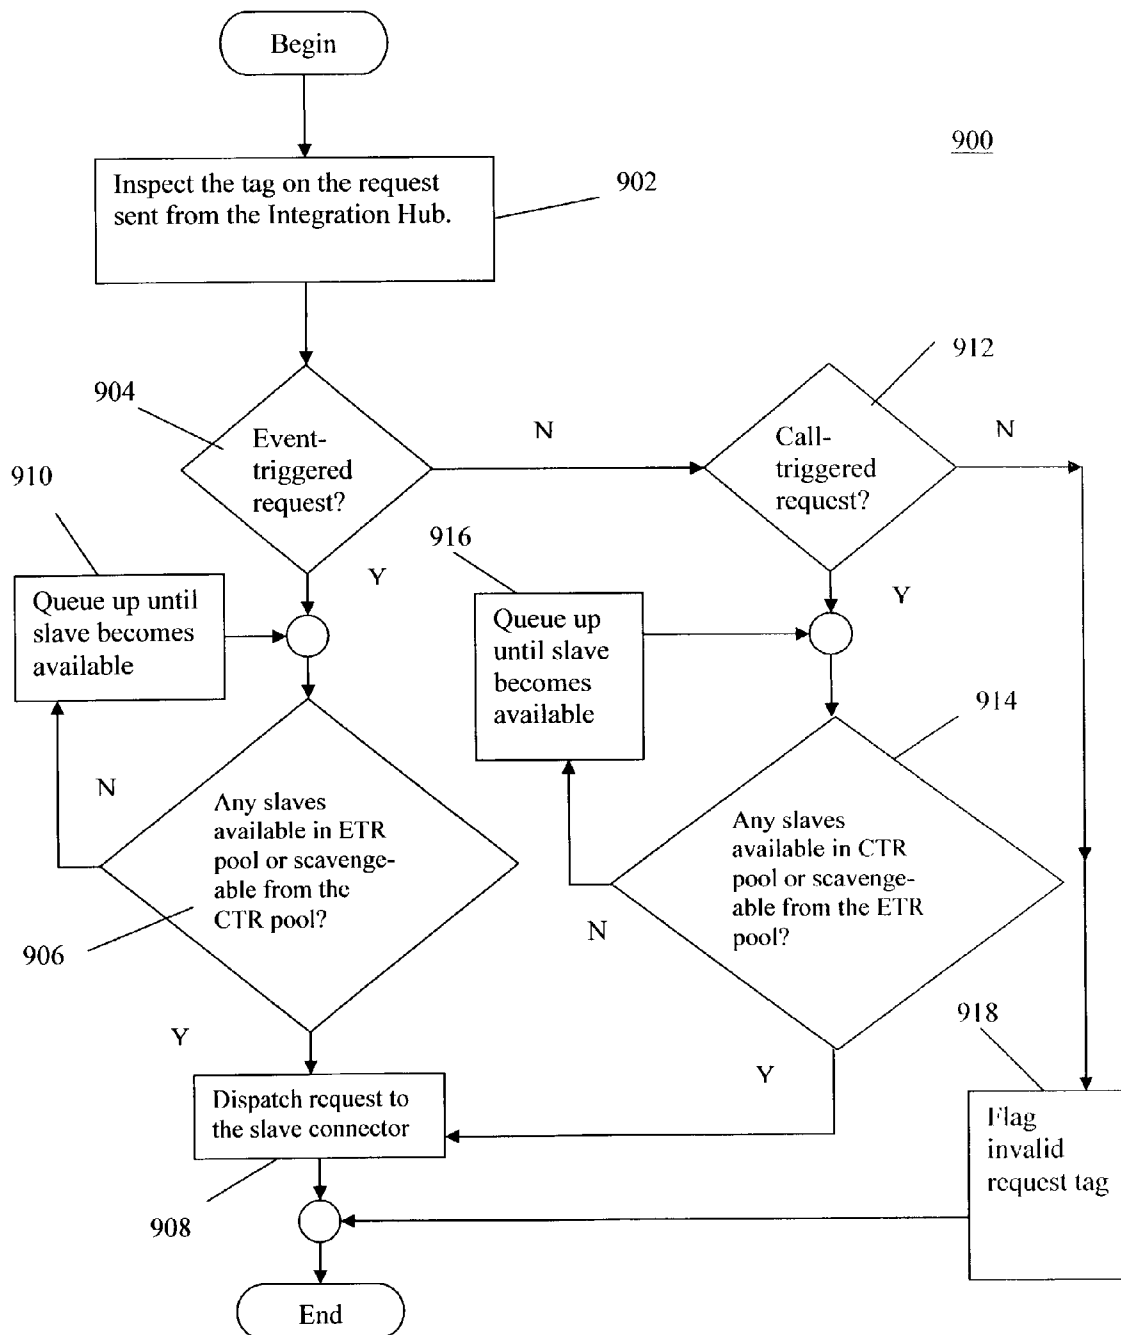 Begin
900
Inspect the tag on the request
sent from the Integration Hub.
902
904
Event-
triggered
request?
N
912
Call-
triggered
request?
N
910
Y
Queue up until
slave becomes
available
916
Y
Queue up
until slave
becomes
available
N
Any slaves
available in ETR
pool or scavenge-
able from the
CTR pool?
906
914
Any slaves
available in CTR
pool or scavenge-
able from the ETR
pool?
N
Y
Dispatch request to
the slave connector
908
Y
918
Flag
invalid
request tag
End